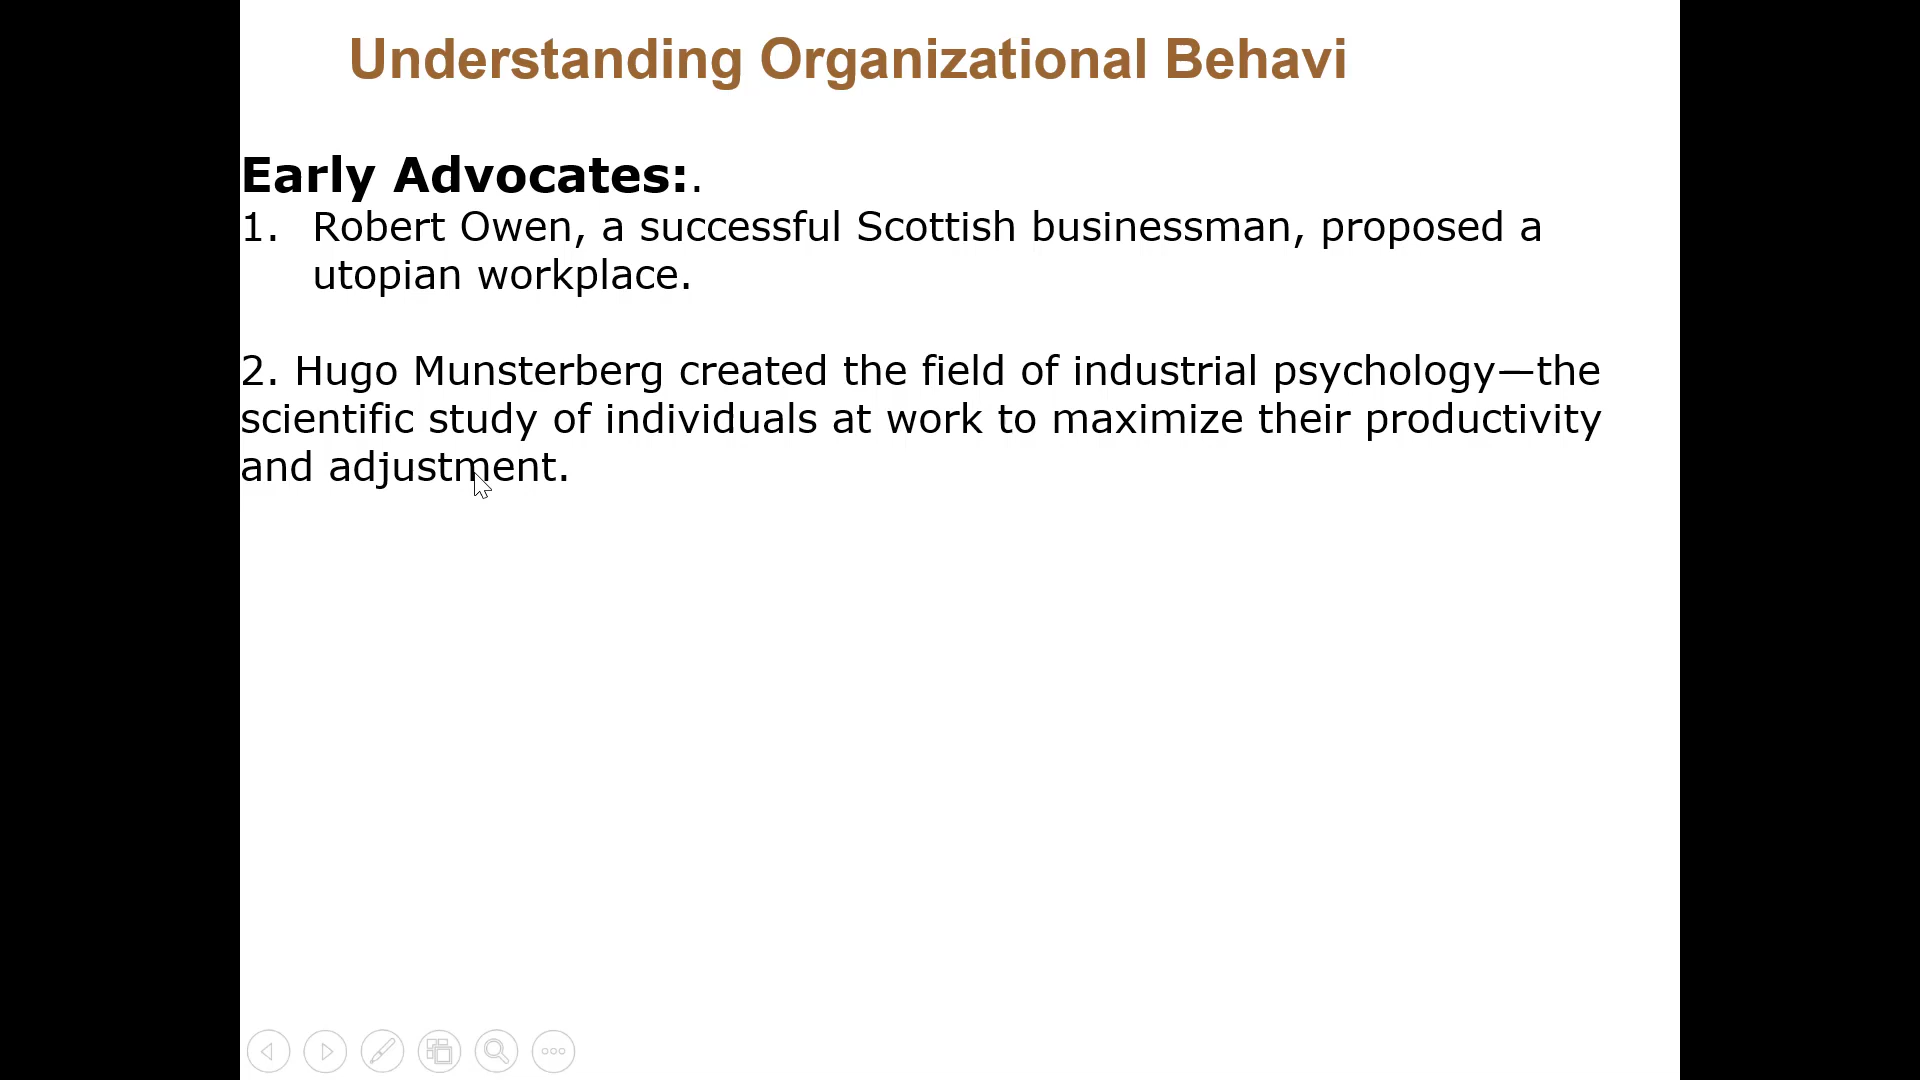 Understanding Organizational Behavi
Early Advocates:.
1. Robert Owen, a successful Scottish businessman, proposed a
utopian workplace.
2. Hugo Munsterberg created the field of industrial psychology—the
scientific study of individuals at work to maximize their productivity
and adjustment.